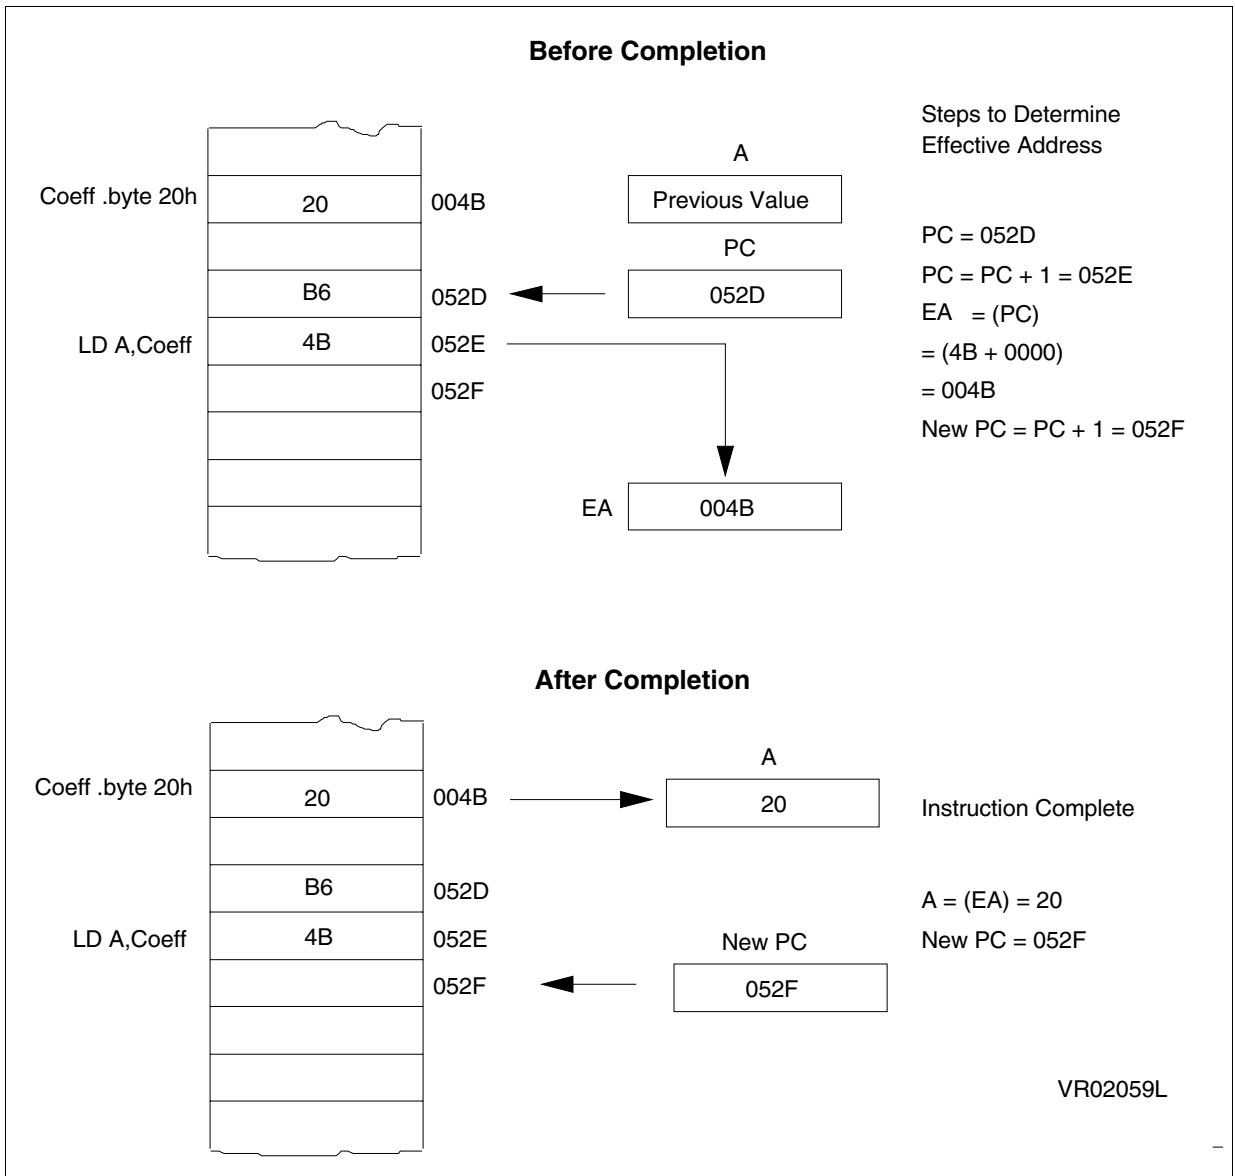 Before Completion
Steps to Determine
Effective Address
A
Coeff .byte 20h
20
004B
Previous Value
PC
PC = 052D
B6
052D
052D
PC = PC + 1 = 052E
EA = (PC)
LD A,Coeff
4B
052E
= (4B + 0000)
052F
= 004B
New PC = PC + 1 = 052F
EA
004B
After Completion
A
Coeff .byte 20h
20
004B
20
Instruction Complete
B6
052D
A = (EA) = 20
LD A,Coeff
4B
052E
New PC
New PC = 052F
052F
052F
VR02059L